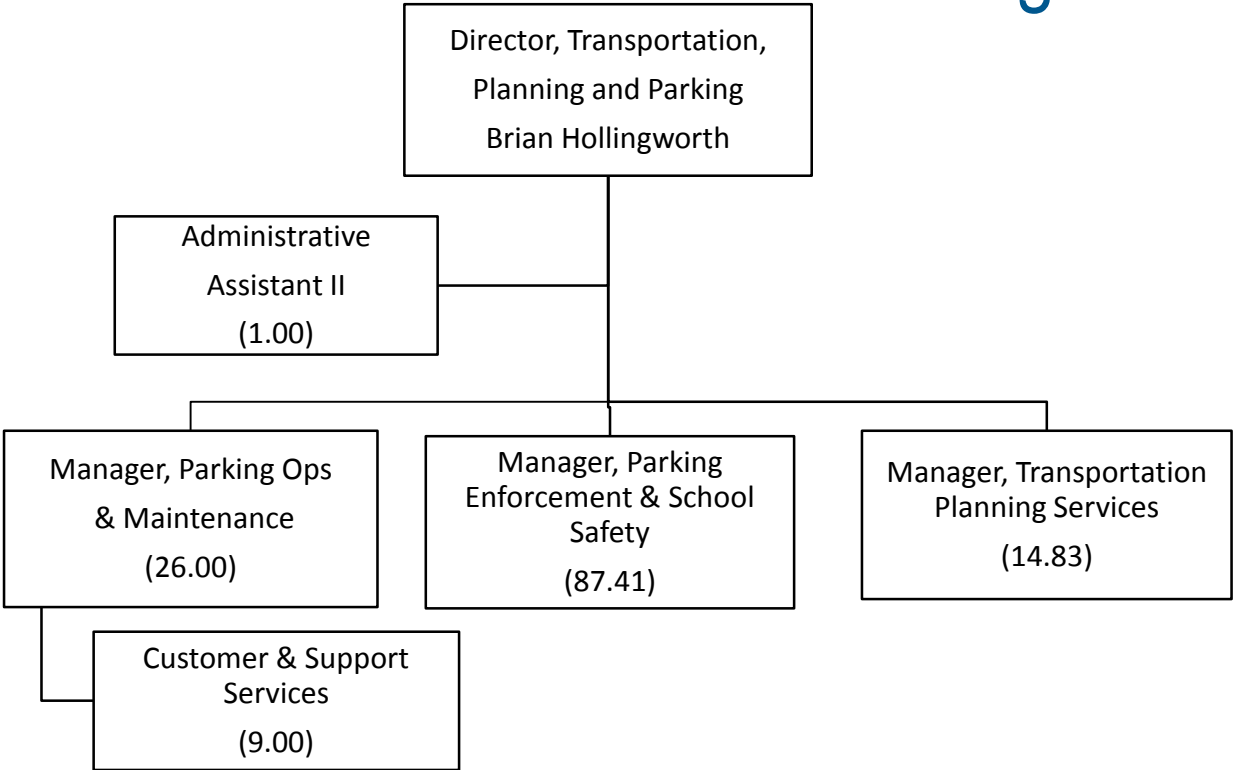 Director, Transportation,
Planning and Parking
Brian Hollingworth
Administrative
Assistant II
(1.00)
Manager, Parking Ops
& Maintenance
(26.00)
Manager, Parking
Enforcement & School
Safety
(87.41)
Manager, Transportation
Planning Services
(14.83)
Customer & Support
Services
(9.00)